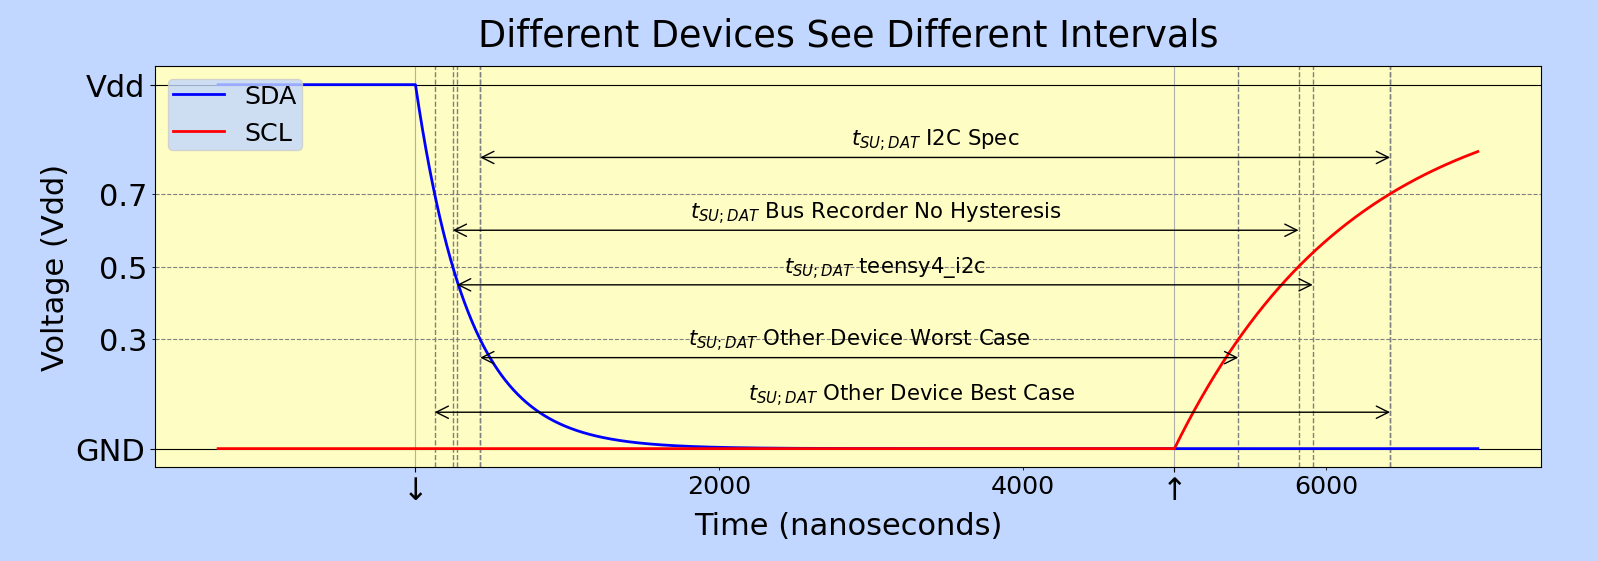 Different Devices See Different Intervals
Vdd
SDA
SCL
t_{SU;DAT} I2C Spec
0.7
t_{SU;DAT} Bus Recorder No Hysteresis
0.5
t_{SU;DAT} teensy4_i2c
0.3
t_{SU;DAT} Other Device Worst Case
t_{SU;DAT} Other Device Best Case
GND
Voltage (Vdd)
↓ 2000 4000 ↑ 6000
Time (nanoseconds)